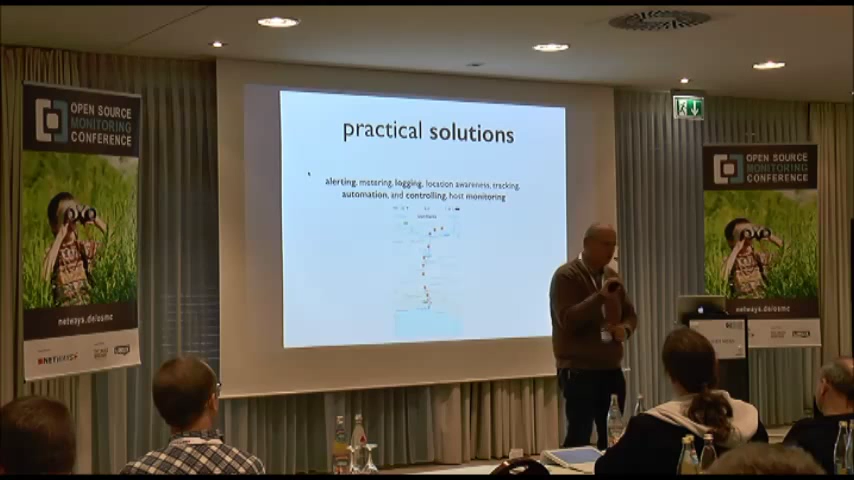 OPEN SOURCE
MONITORING
CONFERENCE
netways.de/osmc
NETWAYS
practical solutions
alerting, metering, logging, location awareness, tracking,
automation, and controlling, host monitoring
OPEN SOURCE
MONITORING
CONFERENCE
netways.de/osmc